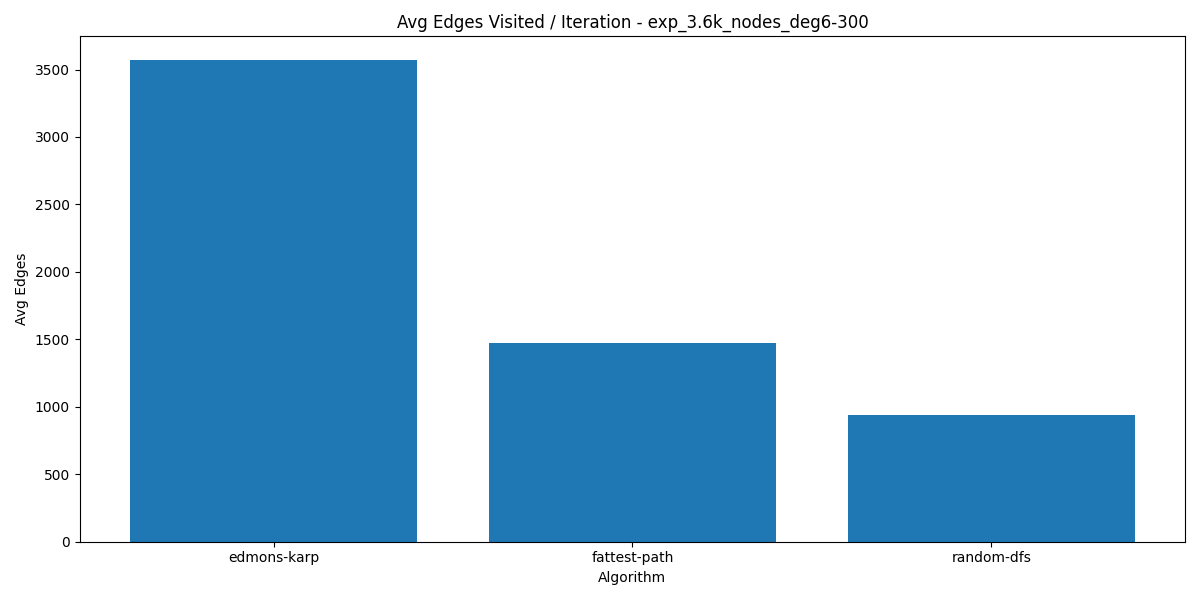 Avg Edges Visited / Iteration - exp_3.6k_nodes_deg6-300
3500
3000
2500
2000
1500
1000
500
0
Avg Edges
edmons-karp
fattest-path
random-dfs
Algorithm